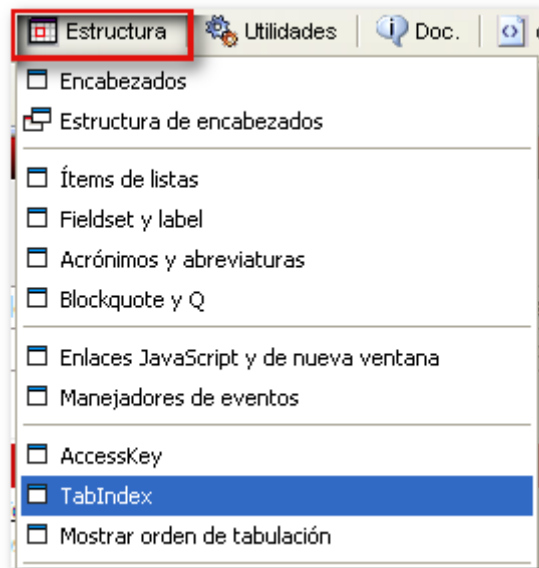 Estructura Utilidades Doc.
Encabezados
Estructura de encabezados
Ítems de listas
Fieldset y label
Acrónimos y abreviaturas
Blockquote y Q
Enlaces JavaScript y de nueva ventana
Manejadores de eventos
AccessKey
TabIndex
Mostrar orden de tabulación